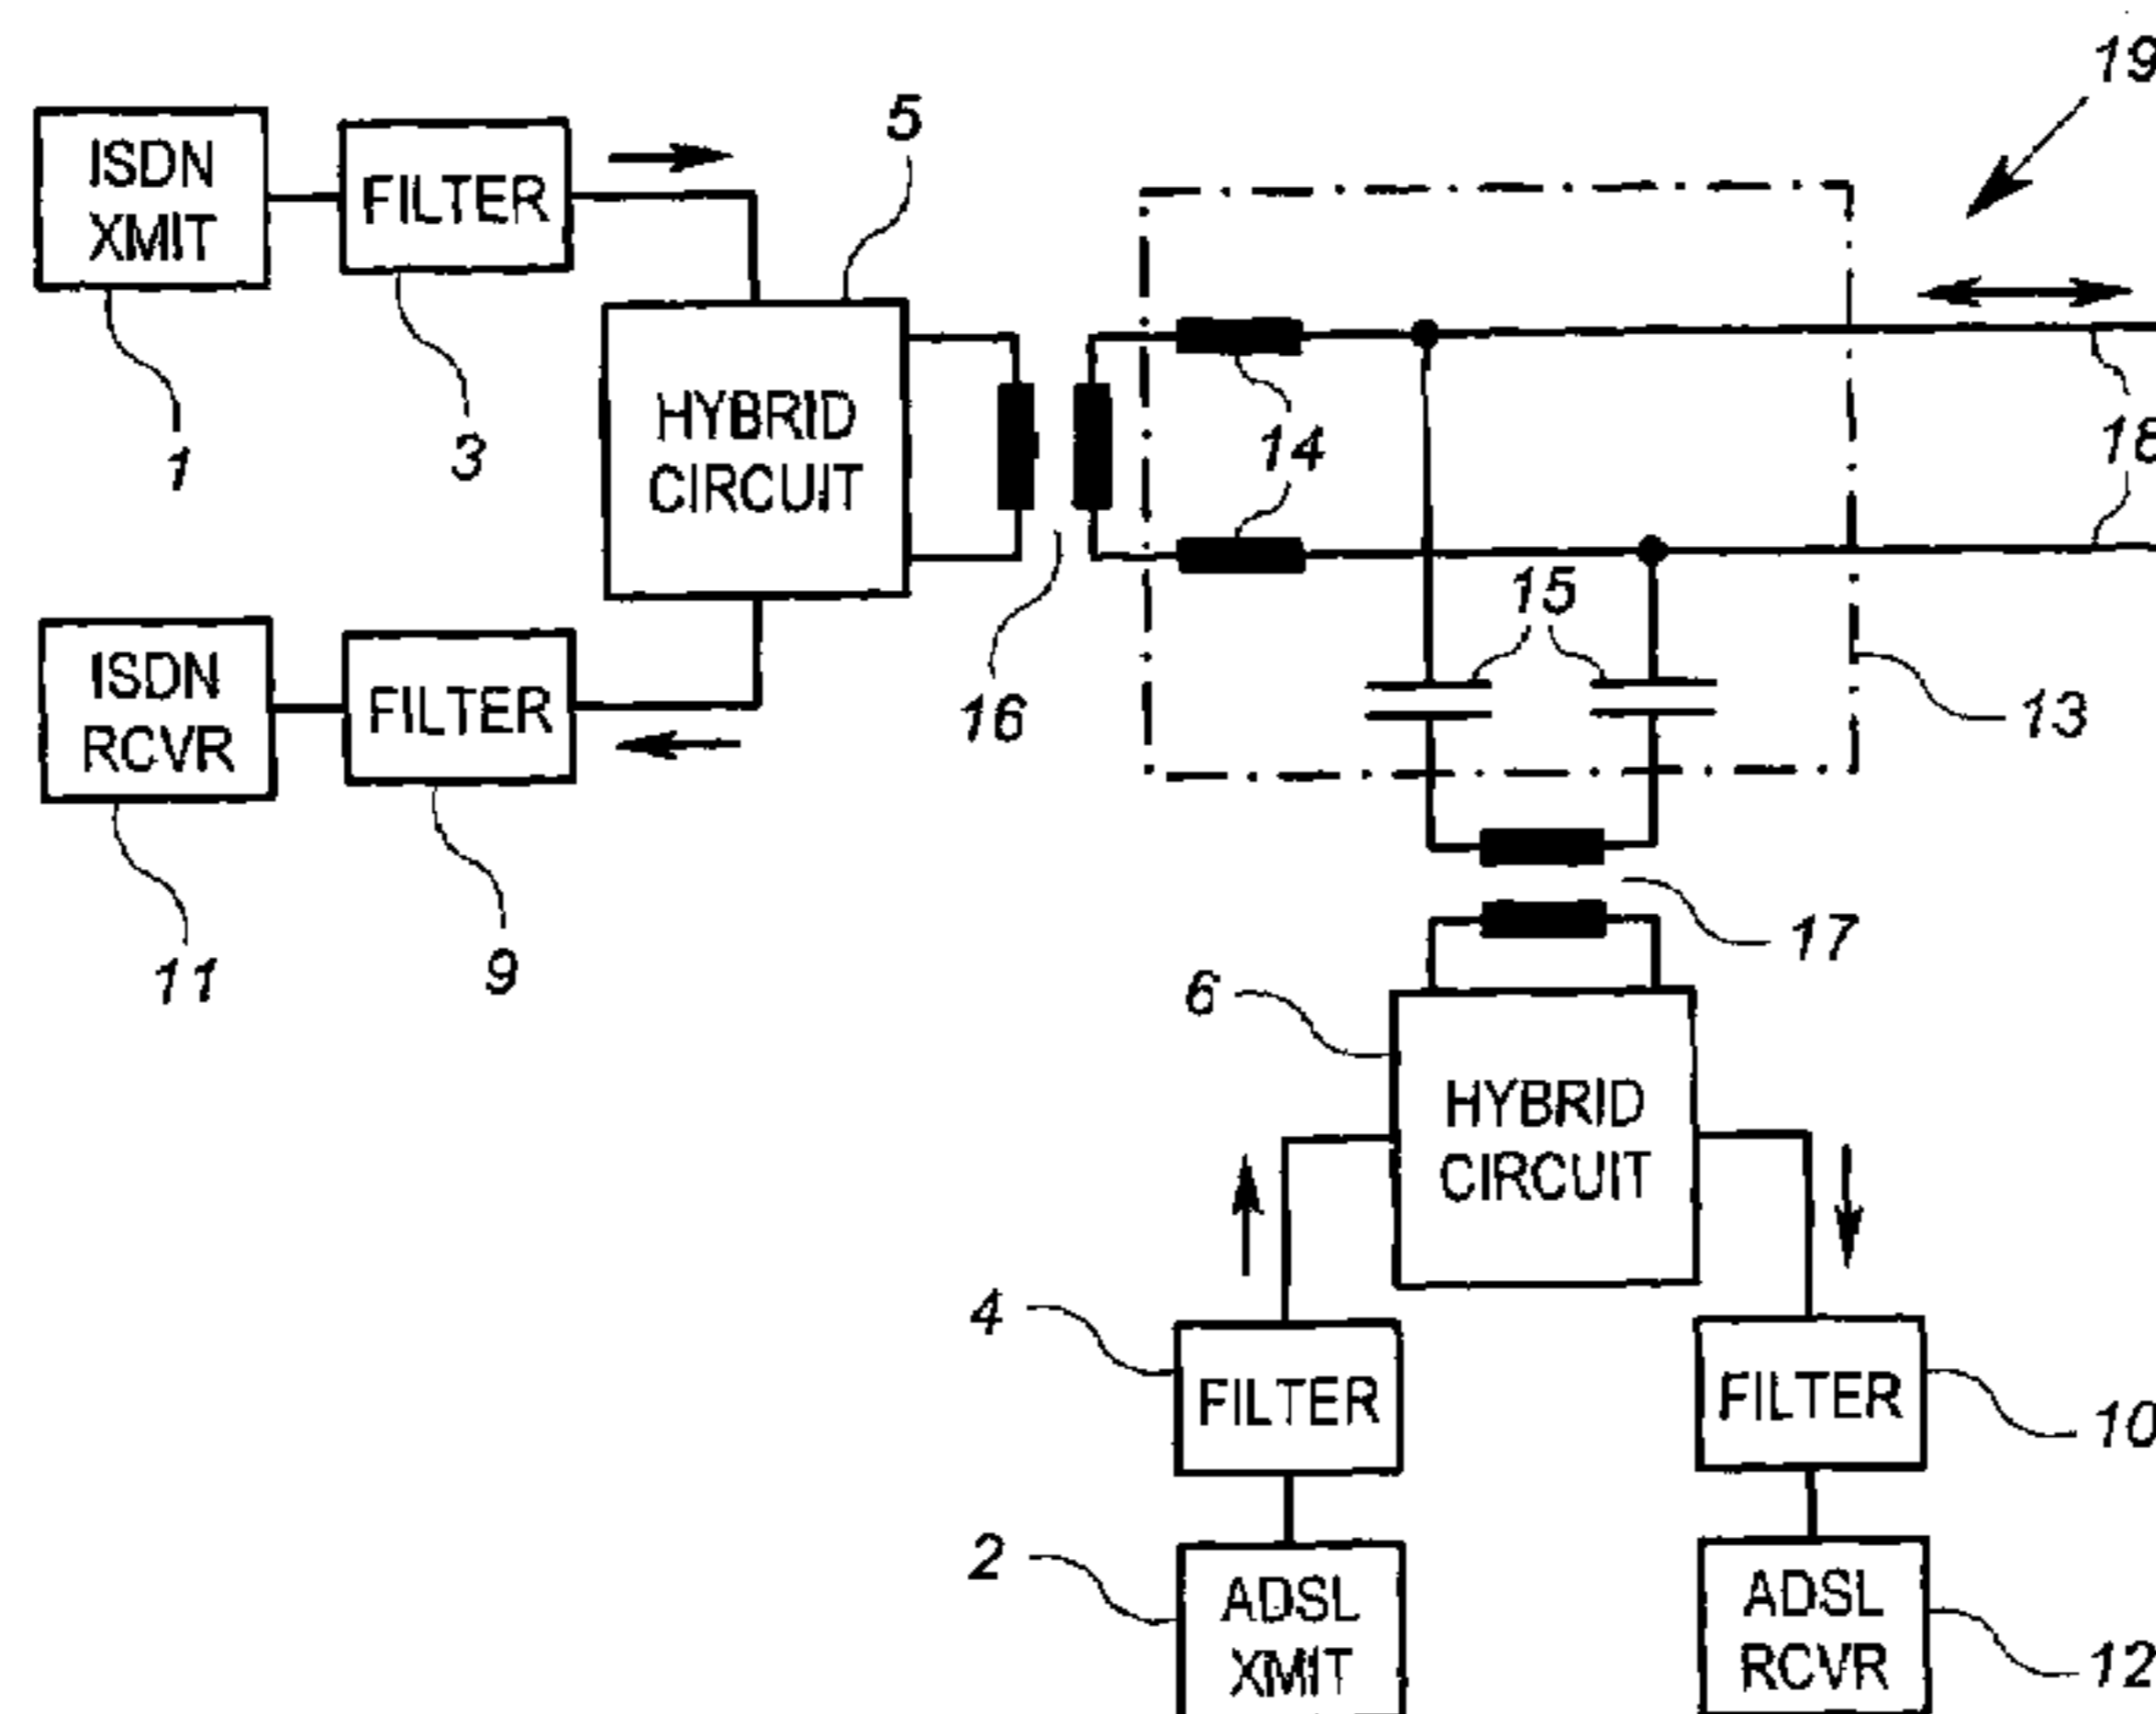 19
5
ISDN
XMIT
FILTER
1
3
HYBRID
CIRCUIT
14
18
15
16
13
ISDN
RCVR
FILTER
11
9
17
6
HYBRID
CIRCUIT
4
FILTER
FILTER
10
2
ADSL
XMIT
ADSL
RCVR
12